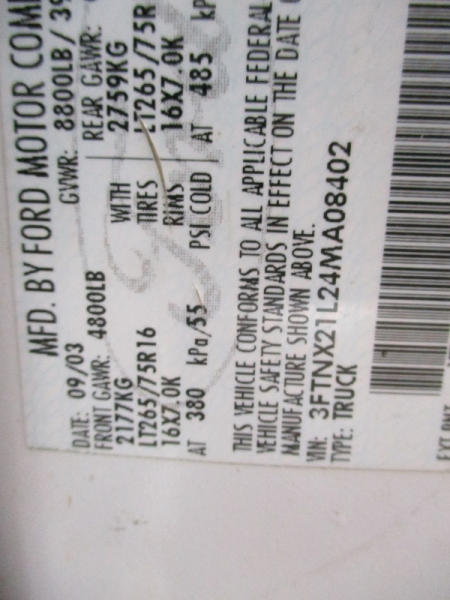 MFD. BY FORD MOTOR COM
DATE: 09/03 GVWR: 8800LB / 39
FRONT GAWR: 4800LB REAR GAWR:
2177KG WITH 2759KG
LT265/75R16 TIRES LT265/75R
16X7.0K RIMS 16X7.0K
AT 380 kPa/55 PSI COLD AT 485 kP
THIS VEHICLE CONFORMS TO ALL APPLICABLE FEDERAL
VEHICLE SAFETY STANDARDS IN EFFECT ON THE DATE
MANUFACTURE SHOWN ABOVE.
VIN: 3FTNX21L24MA08402
TYPE: TRUCK
EXT PNT